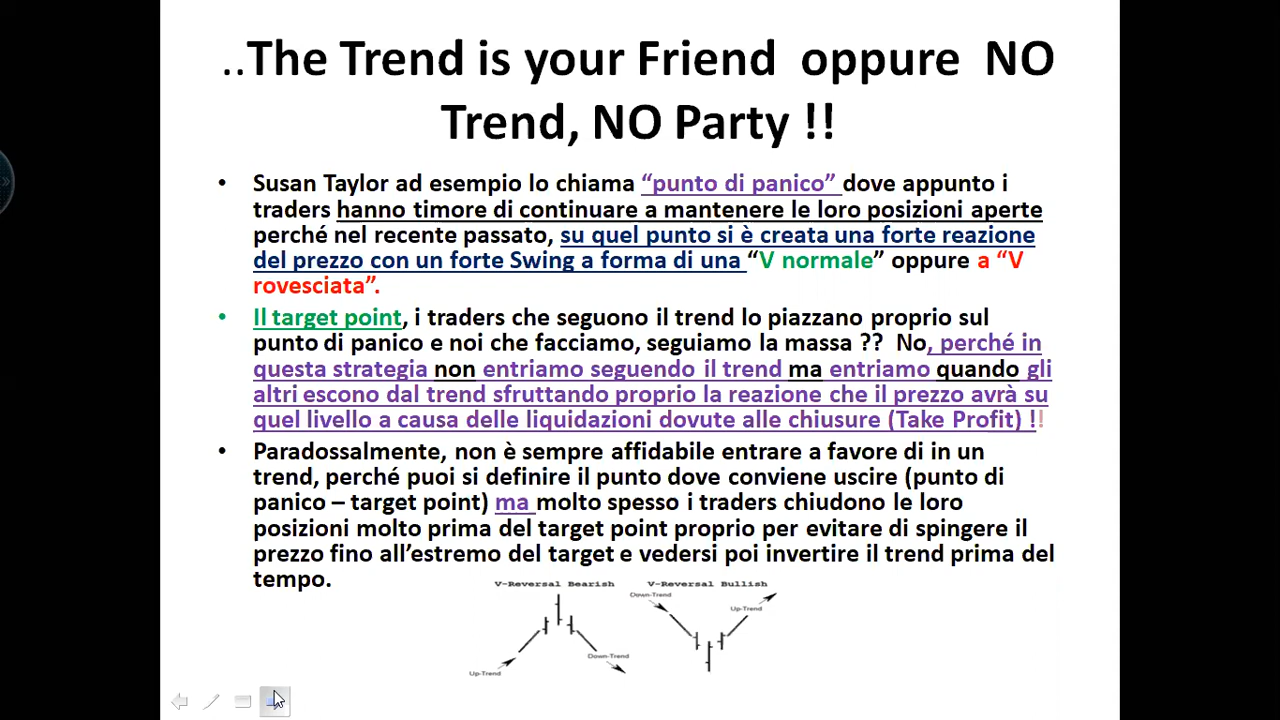 ..The Trend is your Friend oppure NO
Trend, NO Party !!
• Susan Taylor ad esempio lo chiama “punto di panico” dove appunto i
traders hanno timore di continuare a mantenere le loro posizioni aperte
perché nel recente passato, su quel punto si è creata una forte reazione
del prezzo con un forte Swing a forma di una “V normale” oppure a “V
rovesciata”.
• Il target point, i traders che seguono il trend lo piazzano proprio sul
punto di panico e noi che facciamo, seguiamo la massa ?? No, perché in
questa strategia non entriamo seguendo il trend ma entriamo quando gli
altri escono dal trend sfruttando proprio la reazione che il prezzo avrà su
quel livello a causa delle liquidazioni dovute alle chiusure (Take Profit) !!
• Paradossalmente, non è sempre affidabile entrare a favore di in un
trend, perché puoi si definire il punto dove conviene uscire (punto di
panico – target point) ma molto spesso i traders chiudono le loro
posizioni molto prima del target point proprio per evitare di spingere il
prezzo fino all’estremo del target e vedersi poi invertire il trend prima del
tempo.
V-Reversal Bearish
Up-Trend
Down-Trend
V-Reversal Bullish
Down-Trend
Up-Trend